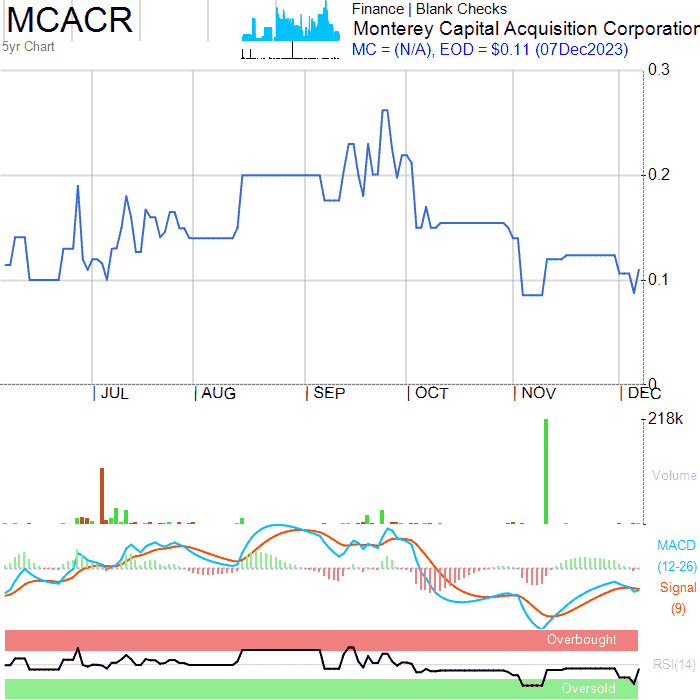 MCACR
5yr Chart
Finance | Blank Checks
Monterey Capital Acquisition Corporation
MC = (N/A), EOD = $0.11 (07Dec2023)
0.3
0.2
0.1
0
JUL
AUG
SEP
OCT
NOV
DEC
218k
Volume
MACD
(12-26)
Signal
(9)
Overbought
RSI(14)
Oversold